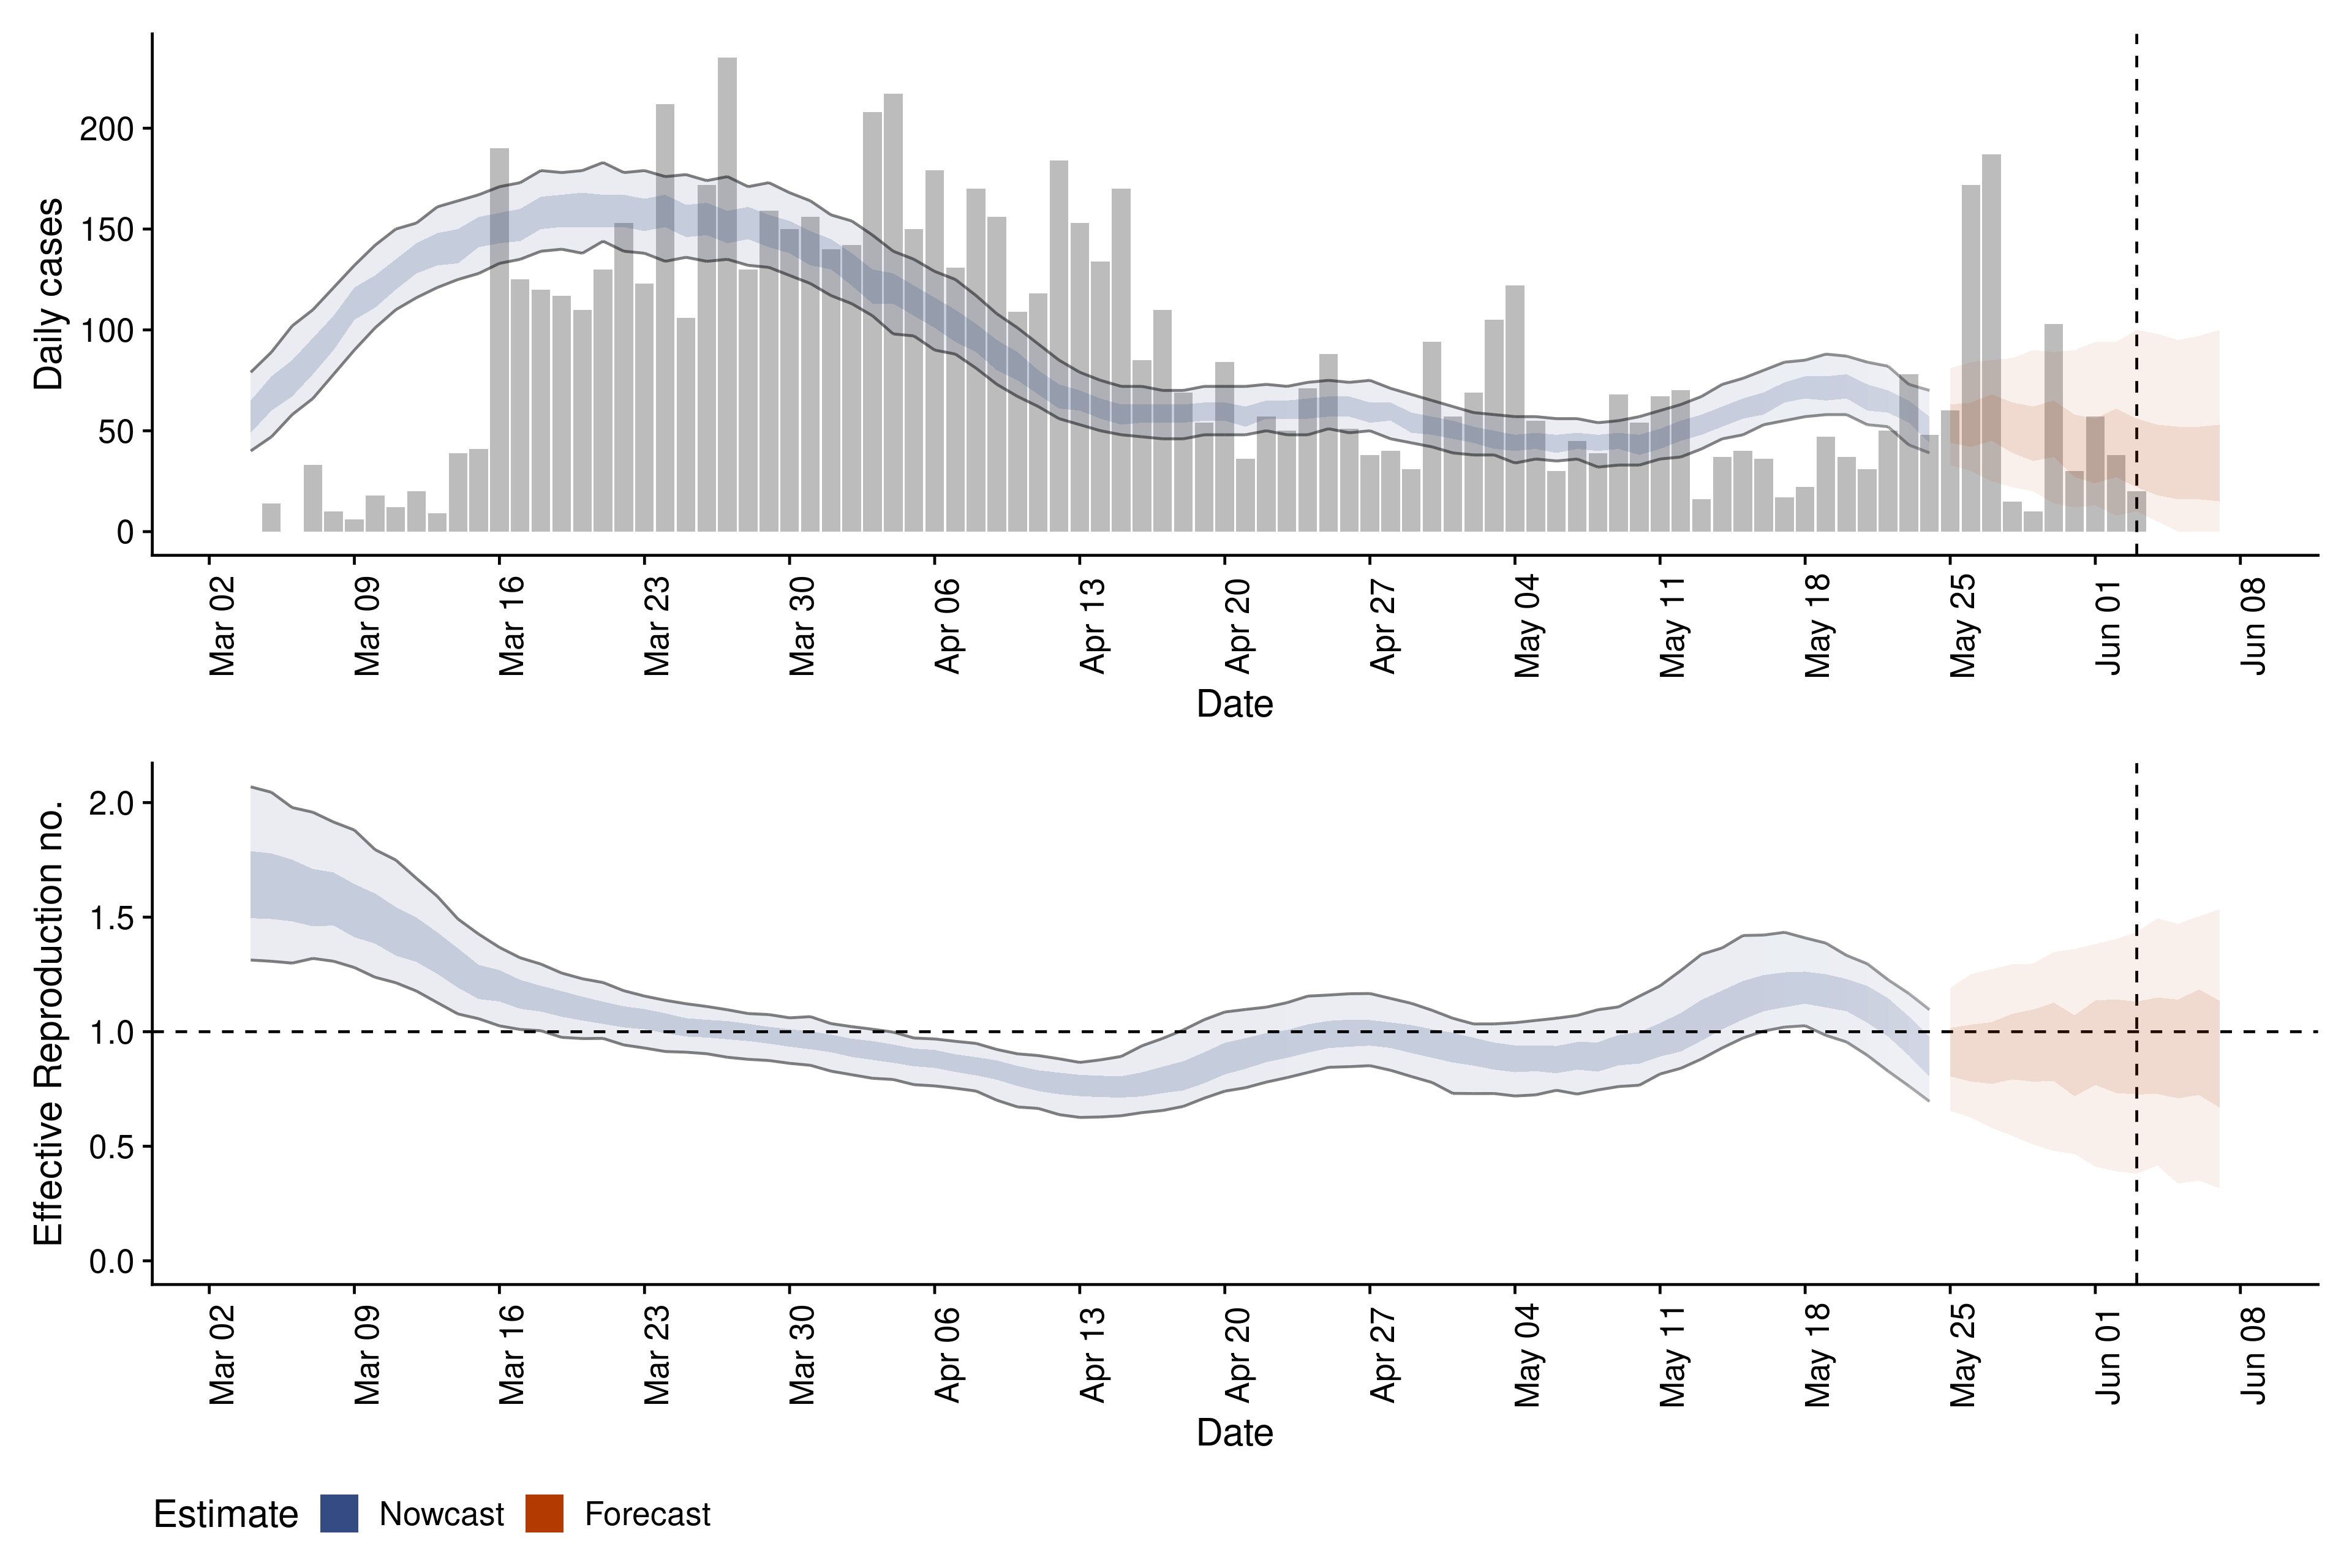 Daily cases
200
150
100
50
0
Mar 02
Mar 09
Mar 16
Mar 23
Mar 30
Apr 06
Apr 13
Apr 20
Apr 27
May 04
May 11
May 18
May 25
Jun 01
Jun 08
Date
Effective Reproduction no.
2.0
1.5
1.0
0.5
0.0
Mar 02
Mar 09
Mar 16
Mar 23
Mar 30
Apr 06
Apr 13
Apr 20
Apr 27
May 04
May 11
May 18
May 25
Jun 01
Jun 08
Date
Estimate Nowcast Forecast